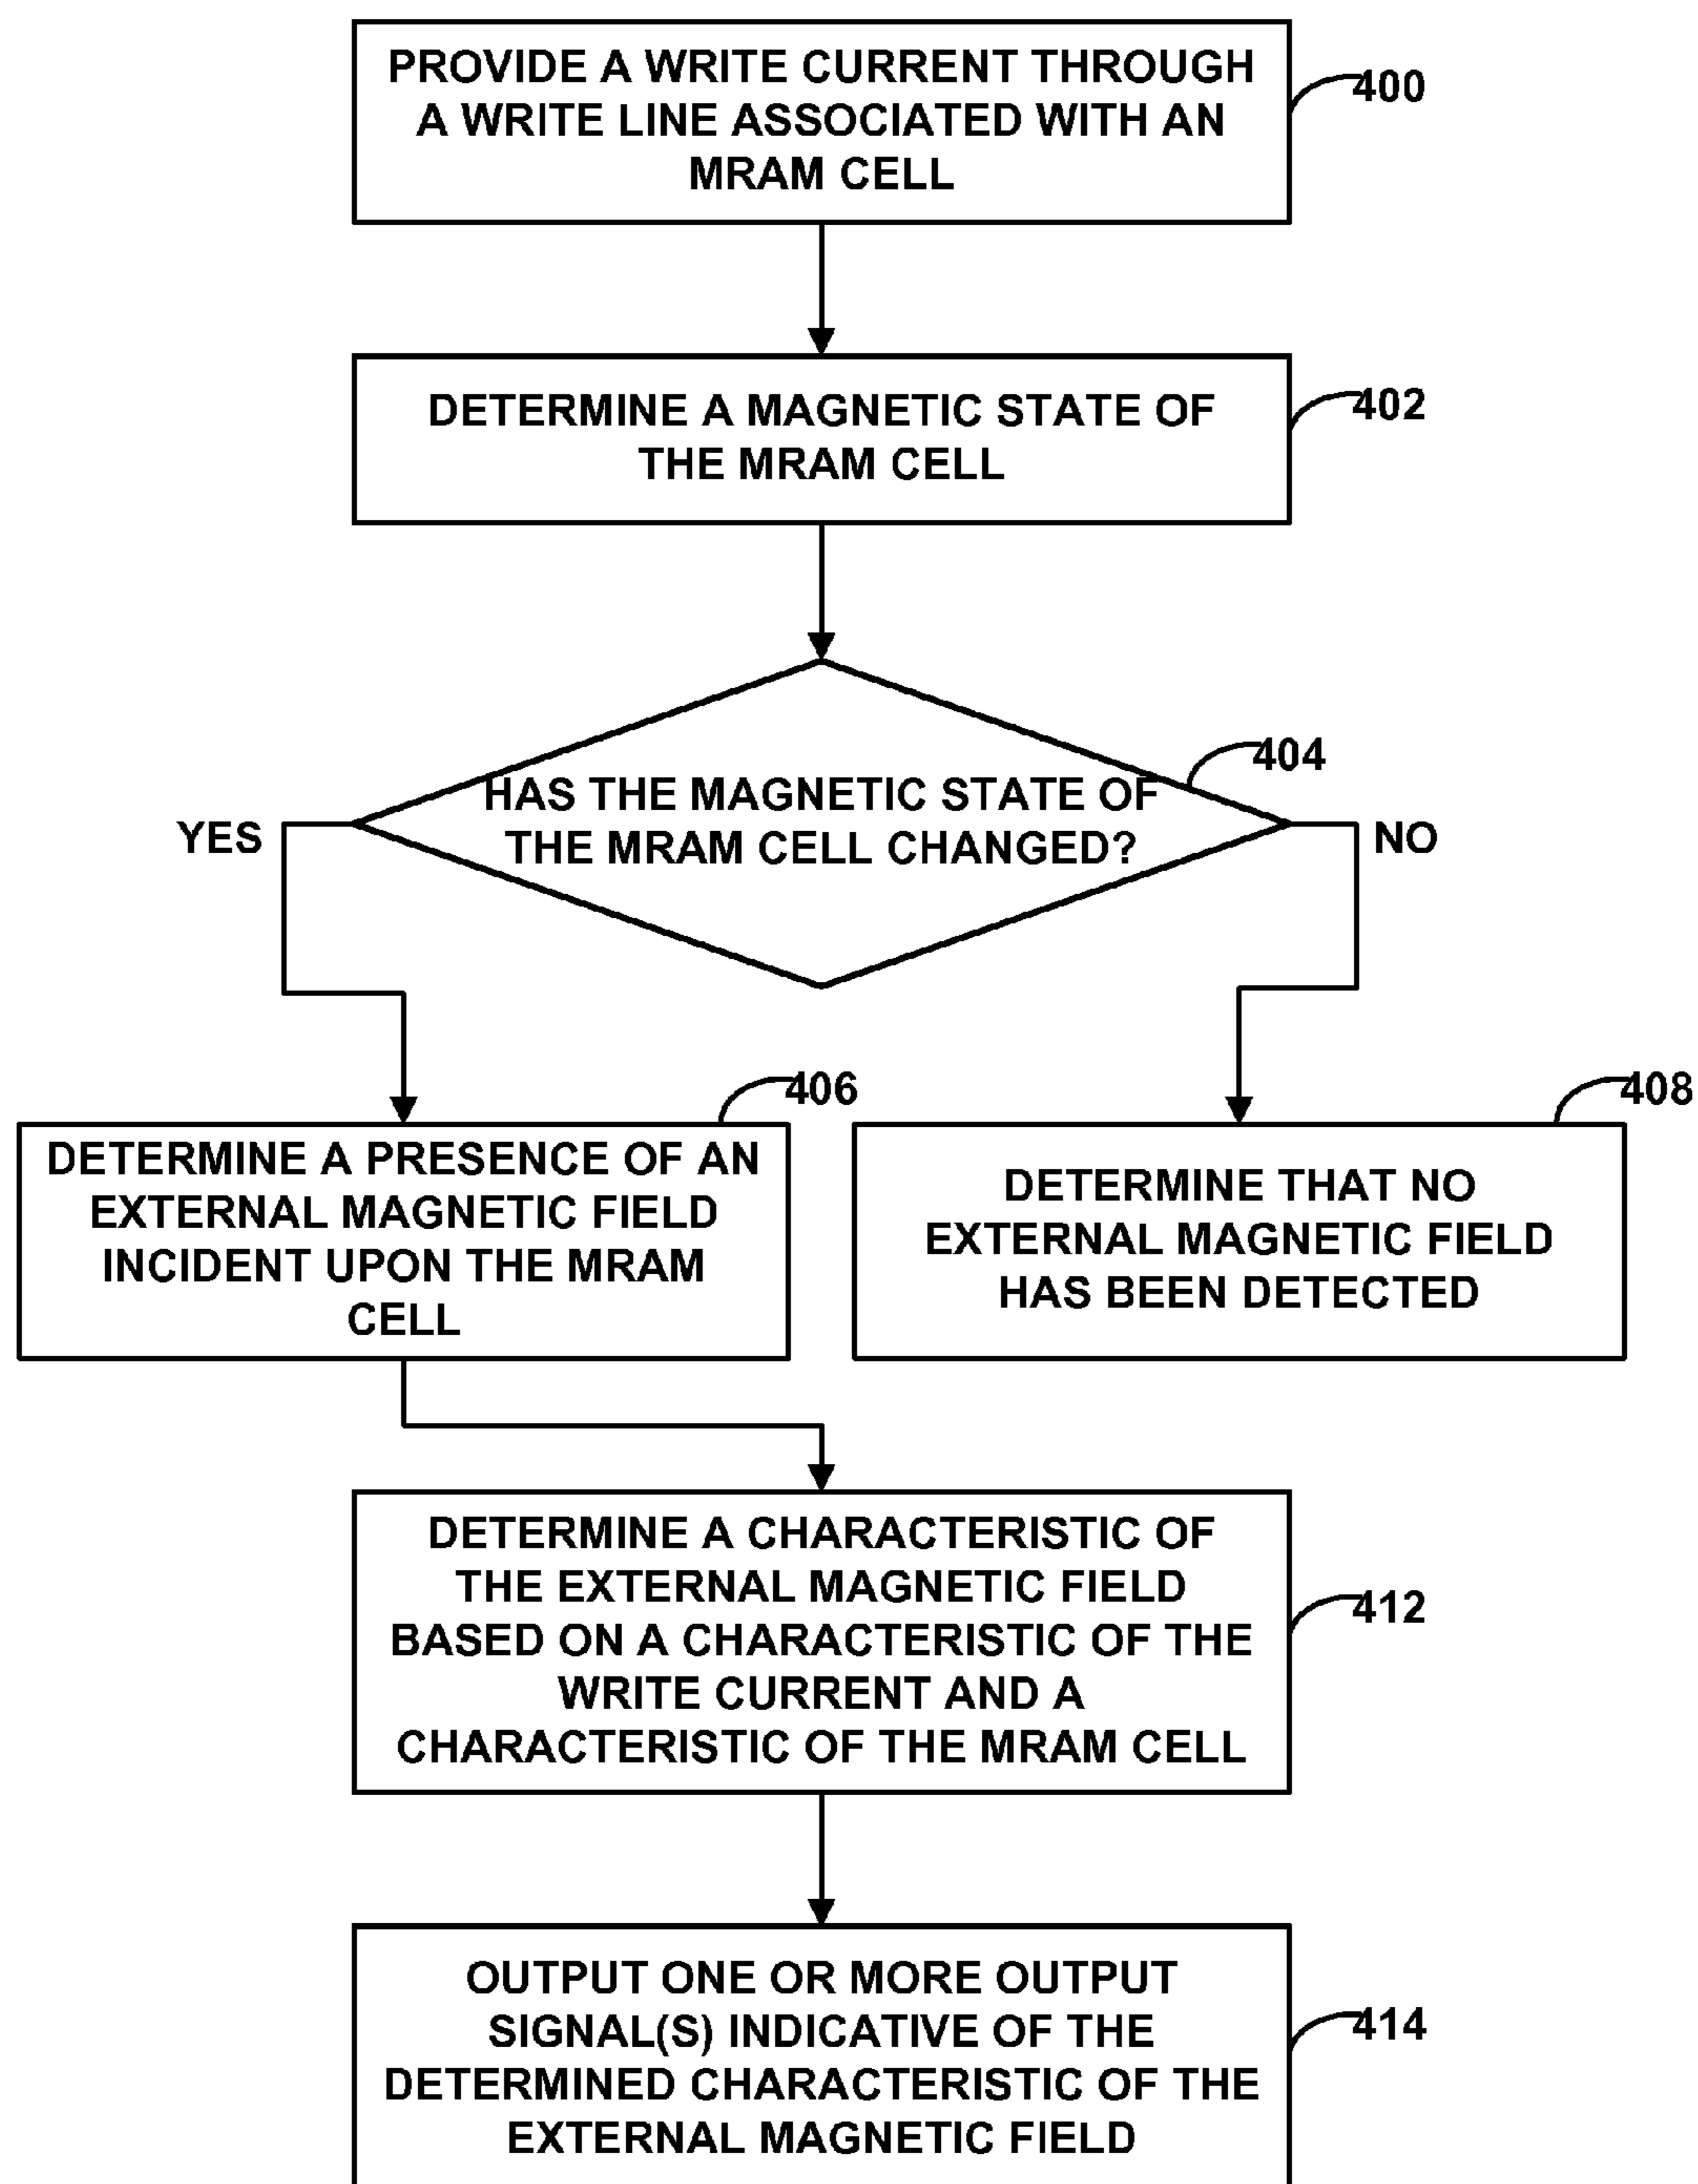 PROVIDE A WRITE CURRENT THROUGH
A WRITE LINE ASSOCIATED WITH AN
MRAM CELL
400
DETERMINE A MAGNETIC STATE OF
THE MRAM CELL
402
404
HAS THE MAGNETIC STATE OF
THE MRAM CELL CHANGED?
YES
NO
406
408
DETERMINE A PRESENCE OF AN
EXTERNAL MAGNETIC FIELD
INCIDENT UPON THE MRAM
CELL
DETERMINE THAT NO
EXTERNAL MAGNETIC FIELD
HAS BEEN DETECTED
DETERMINE A CHARACTERISTIC OF
THE EXTERNAL MAGNETIC FIELD
BASED ON A CHARACTERISTIC OF THE
WRITE CURRENT AND A
CHARACTERISTIC OF THE MRAM CELL
412
OUTPUT ONE OR MORE OUTPUT
SIGNAL(S) INDICATIVE OF THE
DETERMINED CHARACTERISTIC OF THE
EXTERNAL MAGNETIC FIELD
414